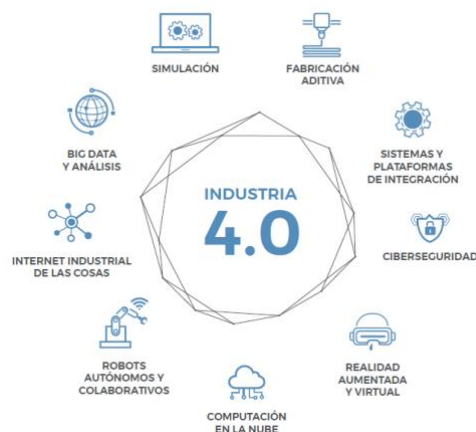 SIMULACIÓN
FABRICACIÓN
ADITIVA
BIG DATA
Y ANÁLISIS
SISTEMAS Y
PLATAFORMAS
DE INTEGRACIÓN
INDUSTRIA
4.0
INTERNET INDUSTRIAL
DE LAS COSAS
CIBERSEGURIDAD
ROBOTS
AUTÓNOMOS Y
COLABORATIVOS
REALIDAD
AUMENTADA
Y VIRTUAL
COMPUTACIÓN
EN LA NUBE